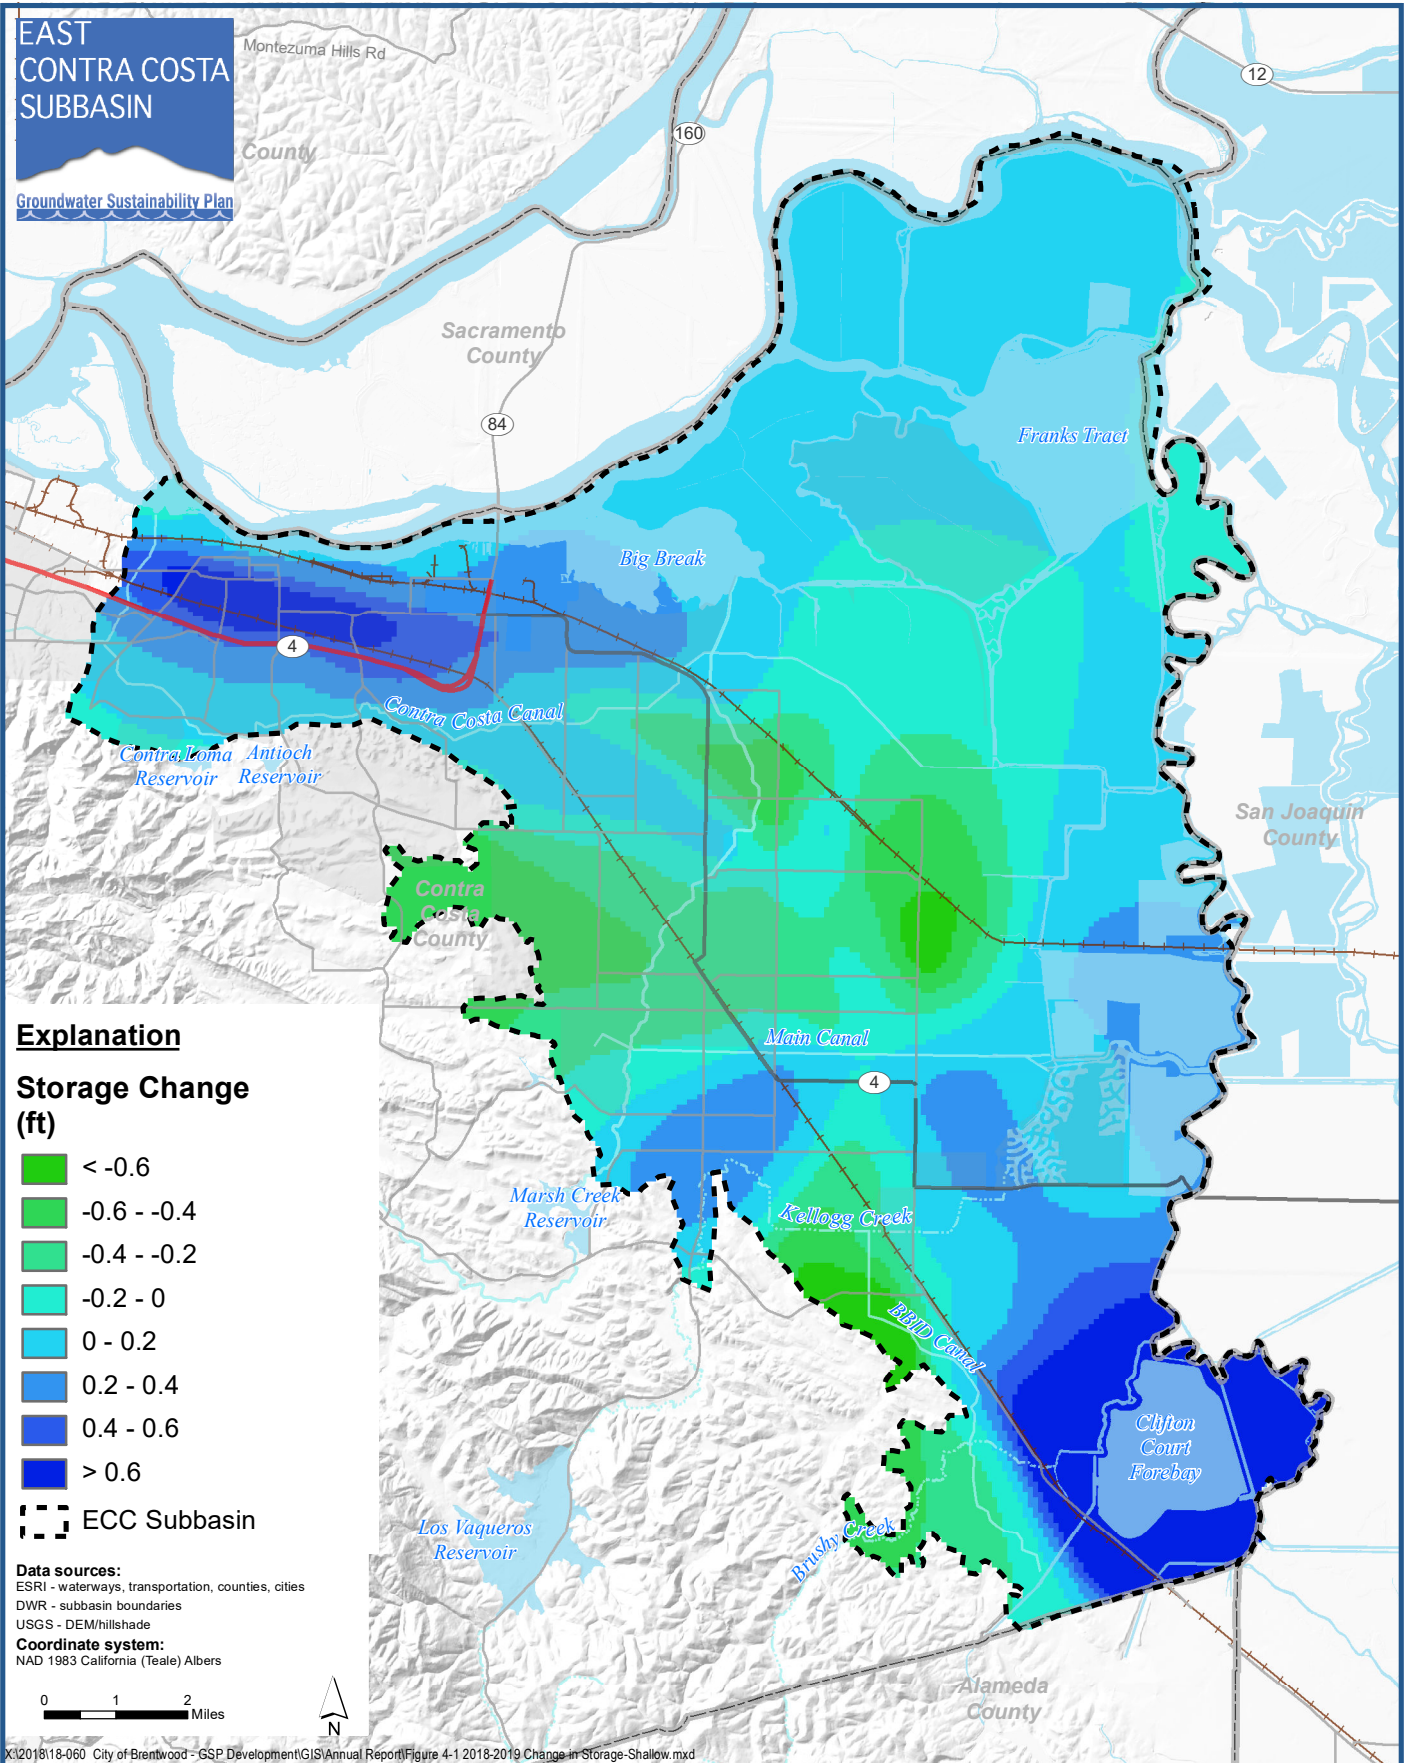 EAST
CONTRA COSTA
SUBBASIN
Groundwater Sustainability Plan
Montezuma Hills Rd
County
160
12
Sacramento
County
84
Franks Tract
Big Break
4
Contra Costa Canal
Contra Loma
Reservoir
Antioch
Reservoir
San Joaquin
County
Contra
Costa
County
Main Canal
4
Marsh Creek
Reservoir
Kellogg Creek
BBID Canal
Clifton
Court
Forebay
Los Vaqueros
Reservoir
Brushy Creek
Alameda
County
Explanation
Storage Change
(ft)
< -0.6
-0.6 - -0.4
-0.4 - -0.2
-0.2 - 0
0 - 0.2
0.2 - 0.4
0.4 - 0.6
> 0.6
ECC Subbasin
Data sources:
ESRI - waterways, transportation, counties, cities
DWR - subbasin boundaries
USGS - DEM/hillshade
Coordinate system:
NAD 1983 California (Teale) Albers
0 1 2
Miles
N
X:\2018\18-060 City of Brentwood - GSP Development\GIS\Annual Report\Figure 4-1 2018-2019 Change in Storage-Shallow.mxd